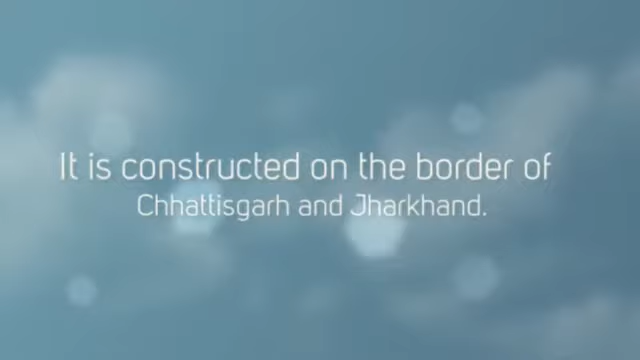 It is constructed on the border of
Chhattisgarh and Jharkhand.